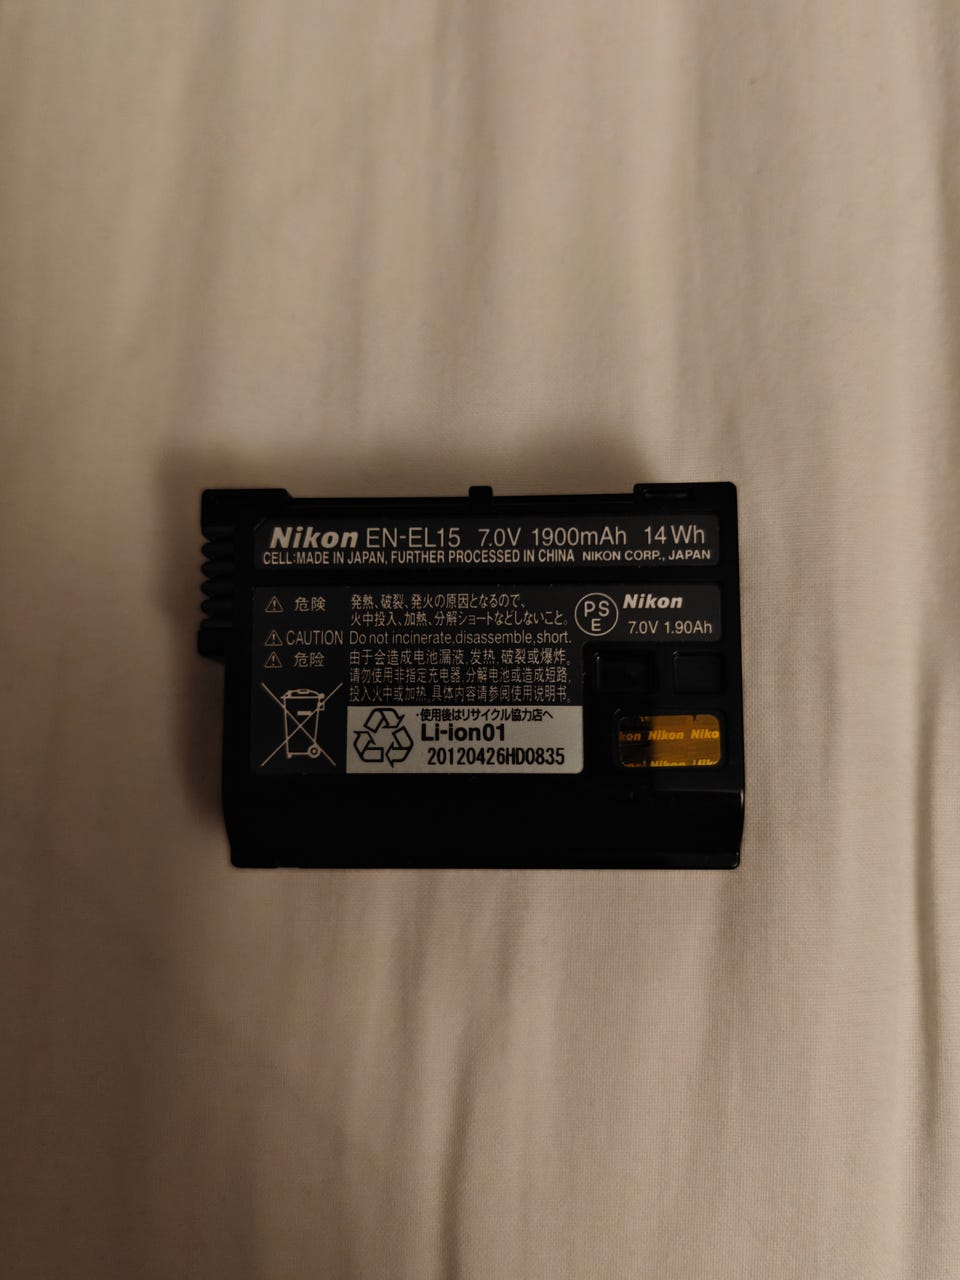 Nikon EN-EL15 7.0V 1900mAh 14Wh
CELL:MADE IN JAPAN, FURTHER PROCESSED IN CHINA NIKON CORP., JAPAN
危険 発熱、破裂、発火の原因となるので、
火中投入、加熱、分解ショートなどしないこと。
CAUTION Do not incinerate,disassemble,short.
危险 由于会造成电池漏液,发热,破裂或爆炸。
请勿使用非指定充电器,分解电池或造成短路,
投入火中或加热,具体内容请参阅使用说明书。
PS
E
Nikon
7.0V 1.90Ah
・使用後はリサイクル協力店へ
Li-ion01
20120426HD0835
kon Nikon Niko
Nikon Nik